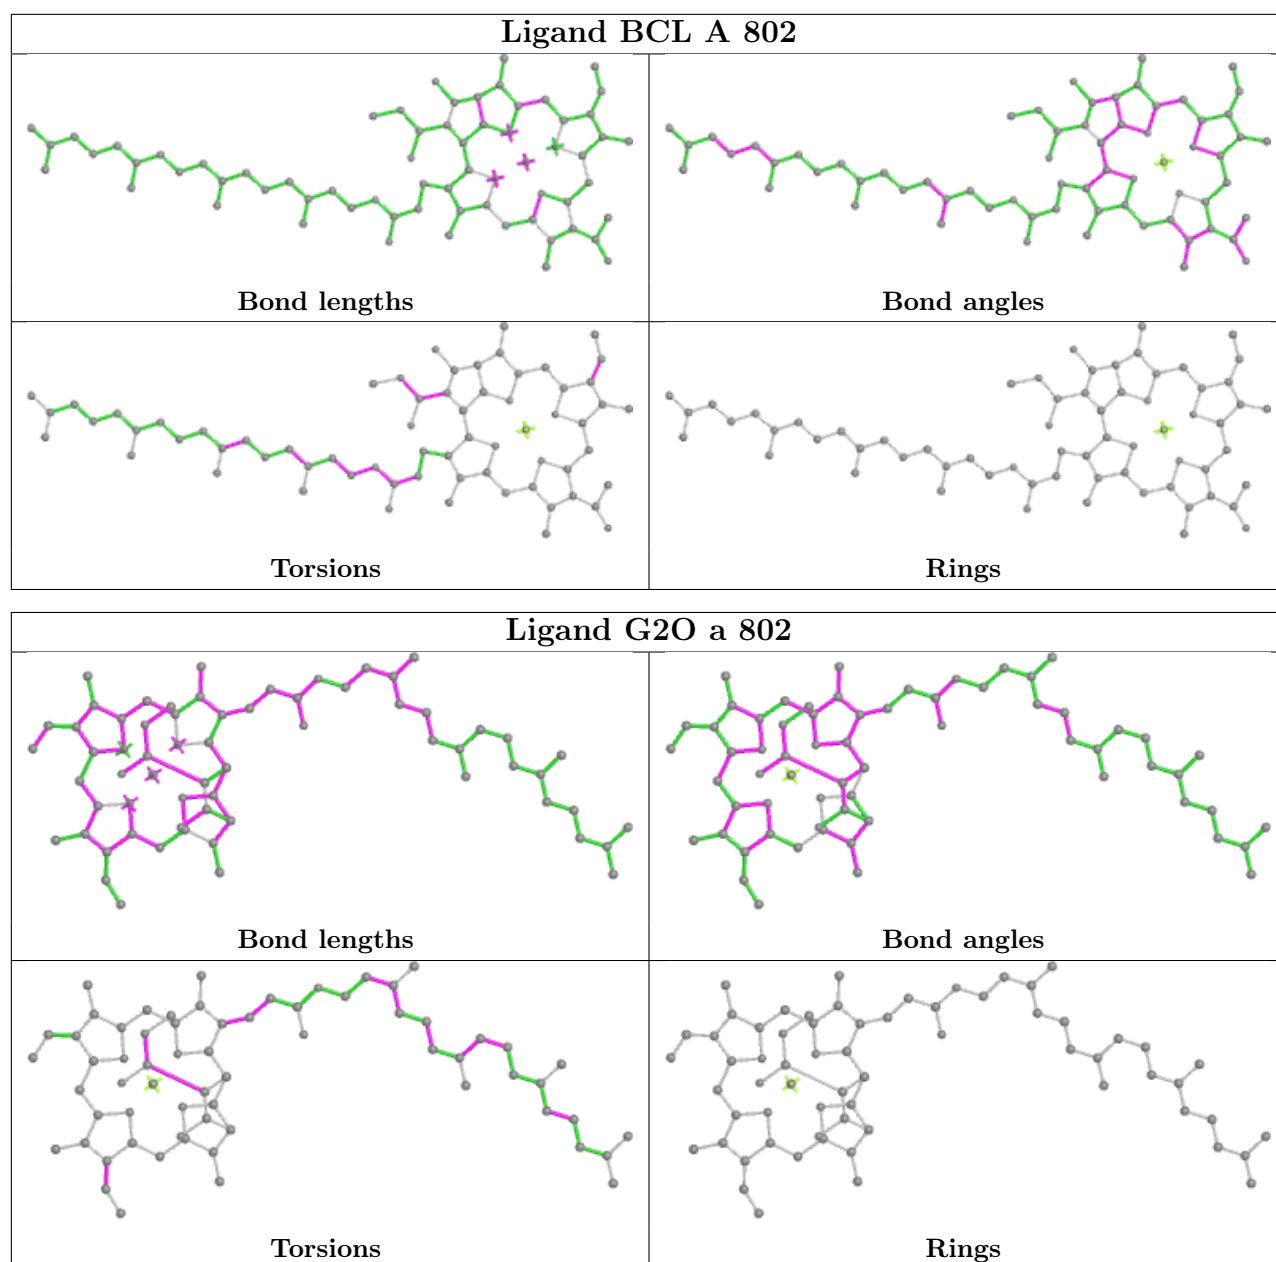 Ligand BCL A 802
Bond lengths
Bond angles
Torsions
Rings
Ligand G2O a 802
Bond lengths
Bond angles
Torsions
Rings